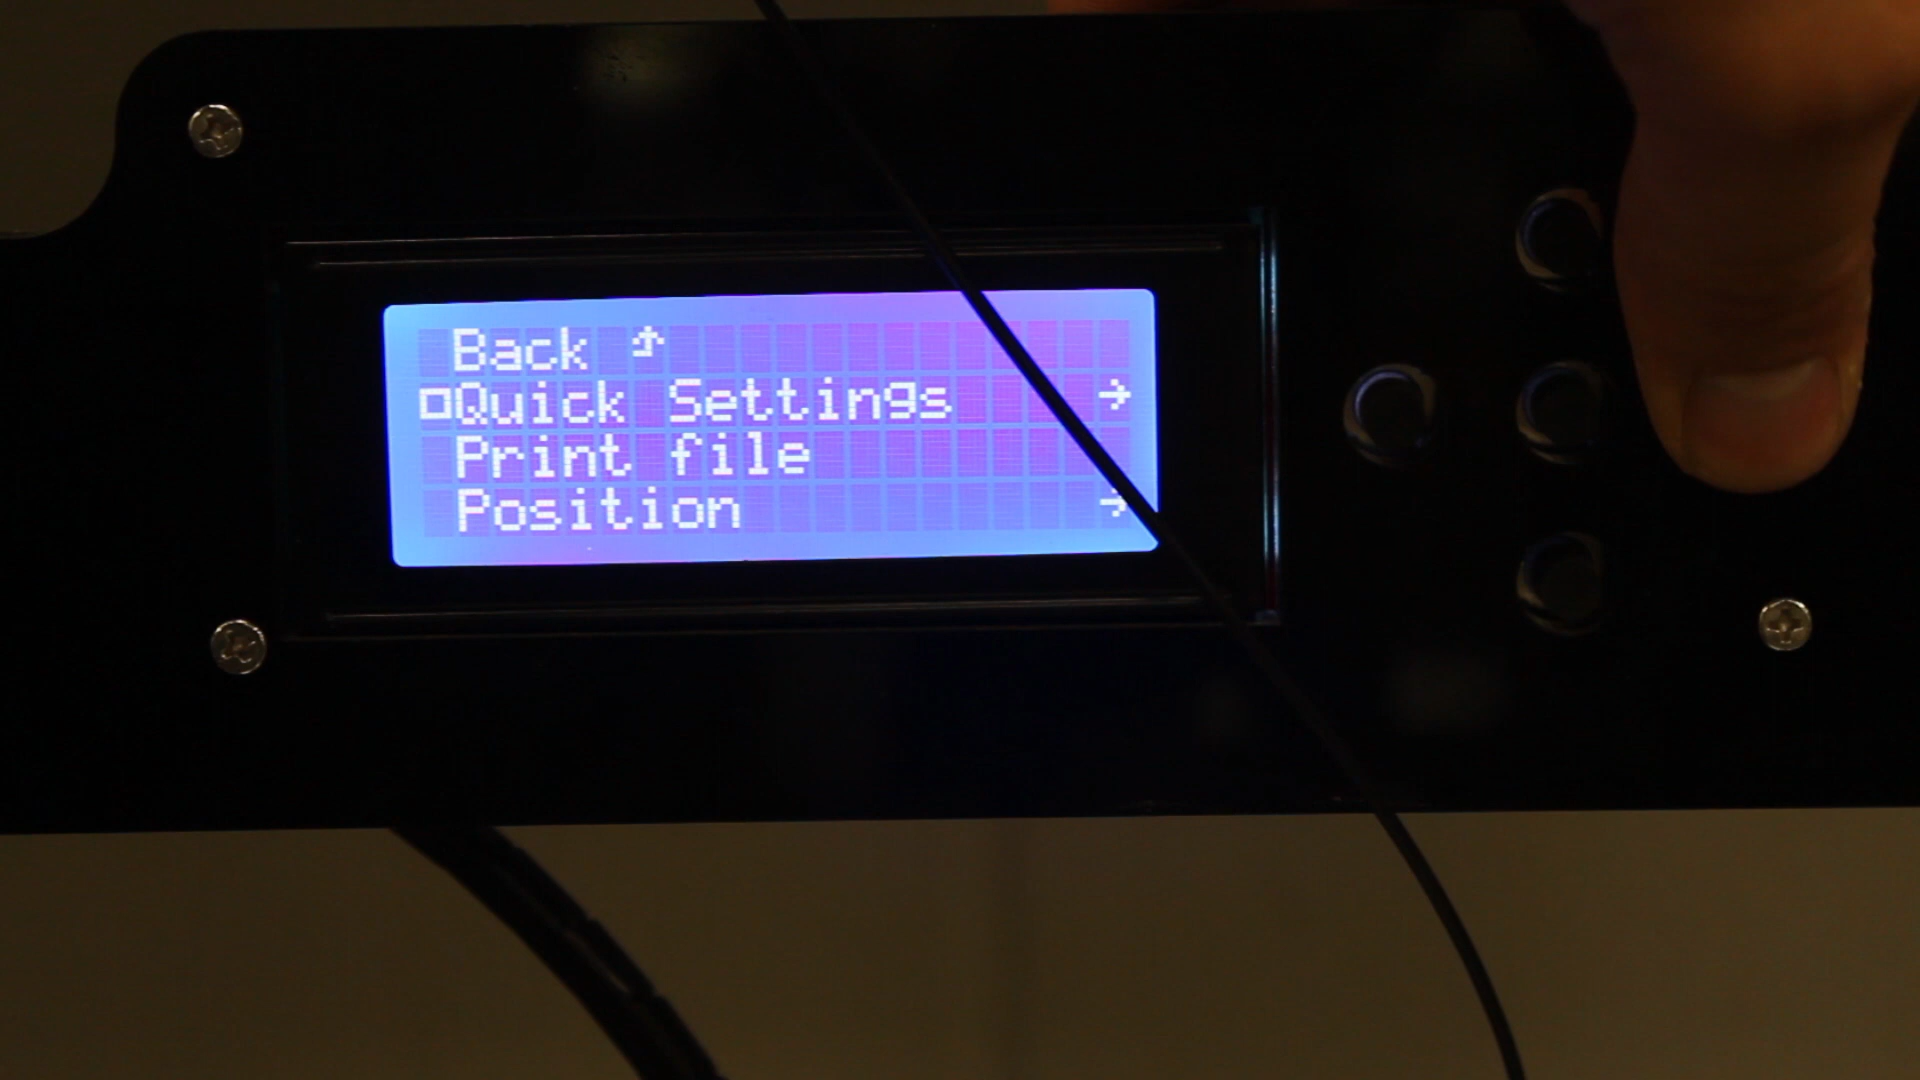 Back ↑
□Quick Settings →
Print file
Position →